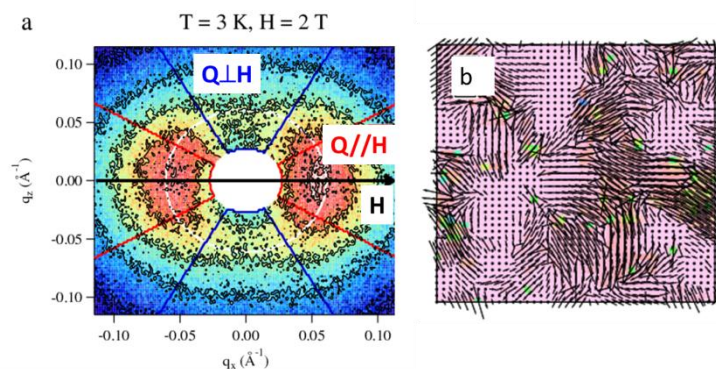 a
T = 3 K, H = 2 T
0.10
0.05
0.00
-0.05
-0.10
q_z (Å⁻¹)
Q⊥H
Q//H
H
-0.10
-0.05
0.00
0.05
0.10
q_x (Å⁻¹)
b